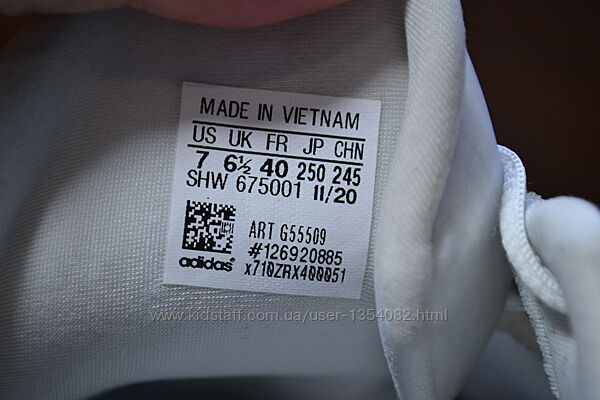 MADE IN VIETNAM
US UK FR JP CHN
7 6½ 40 250 245
SHW 675001 11/20
ART G55509
#126920885
adidas x710ZRX400051
www.kidstaff.com.ua/user-1354082.html